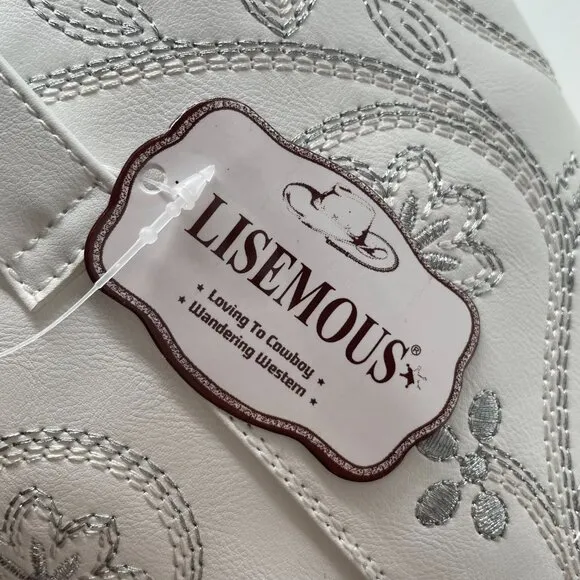 LISEMOUS®
★ Loving To Cowboy ★
★ Wandering Western ★